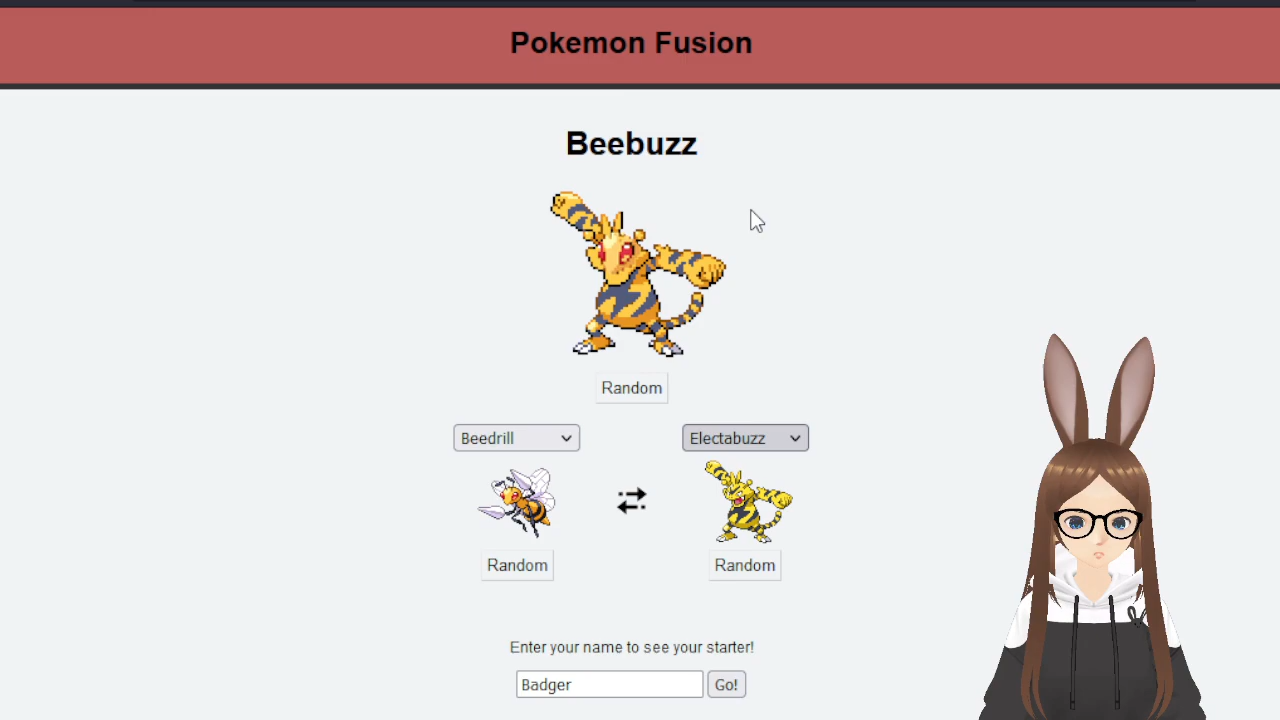 Pokemon Fusion
Beebuzz
Random
Beedrill
Electabuzz
Random
Random
Enter your name to see your starter!
Badger
Go!